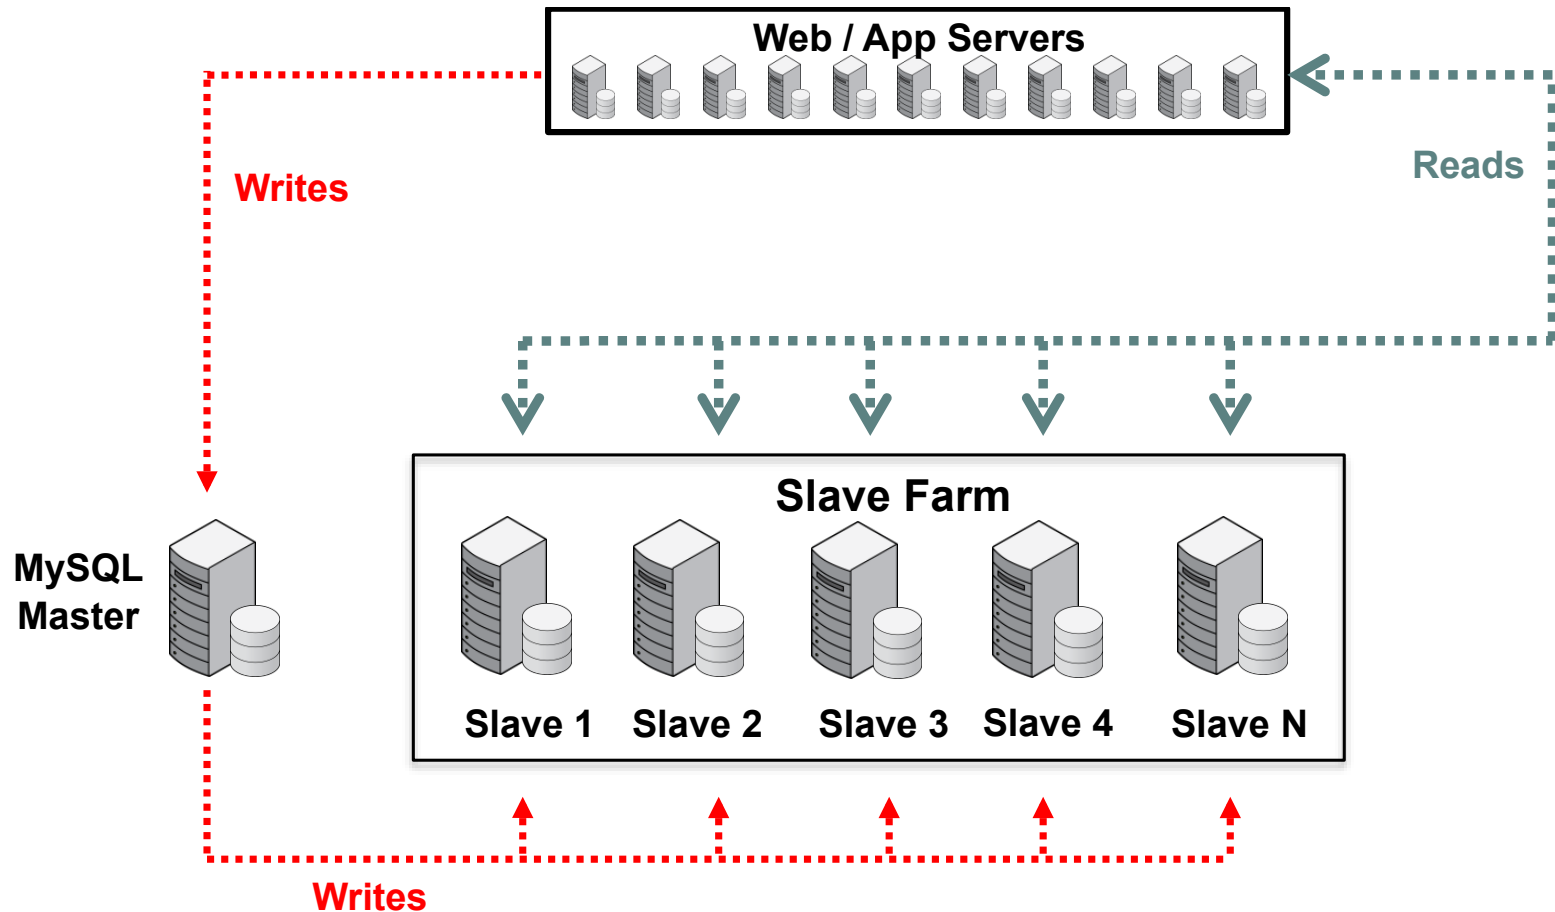 Web / App Servers
Writes
Reads
Slave Farm
MySQL
Master
Slave 1
Slave 2
Slave 3
Slave 4
Slave N
Writes